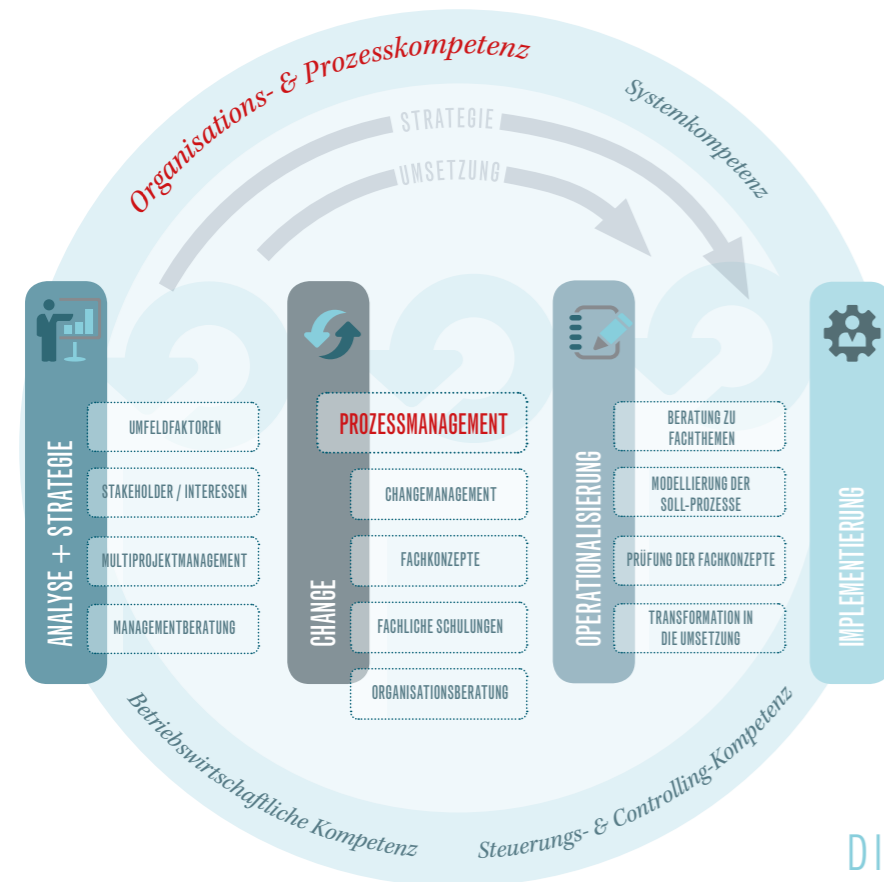 Organisations- & Prozesskompetenz
Systemkompetenz
STRATEGIE
UMSETZUNG
ANALYSE + STRATEGIE
UMFELDFAKTOREN
STAKEHOLDER / INTERESSEN
MULTIPROJEKTMANAGEMENT
MANAGEMENTBERATUNG
CHANGE
PROZESSMANAGEMENT
CHANGEMANAGEMENT
FACHKONZEPTE
FACHLICHE SCHULUNGEN
ORGANISATIONSBERATUNG
OPERATIONALISIERUNG
BERATUNG ZU
FACHTHEMEN
MODELLIERUNG DER
SOLL-PROZESSE
PRÜFUNG DER FACHKONZEPTE
TRANSFORMATION IN
DIE UMSETZUNG
IMPLEMENTIERUNG
Betriebswirtschaftliche Kompetenz
Steuerungs- & Controlling-Kompetenz
DI